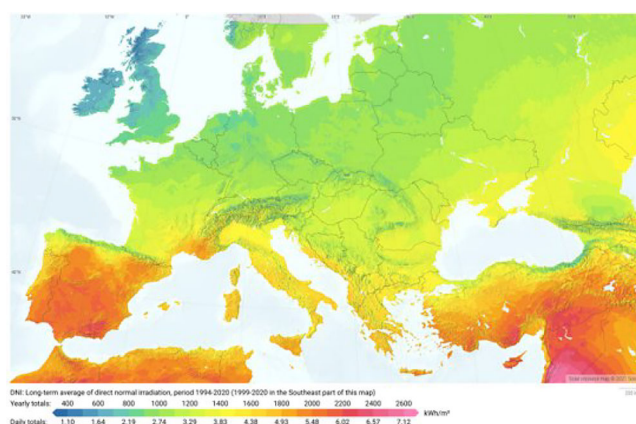 DNI: Long-term average of direct normal irradiation, period 1994-2020 (1999-2020 in the Southeast part of this map)
Yearly totals: 400 600 800 1000 1200 1400 1600 1800 2000 2200 2400 2600
kWh/m²
Daily totals: 1.10 1.64 2.19 2.74 3.29 3.83 4.38 4.93 5.48 6.02 6.57 7.12